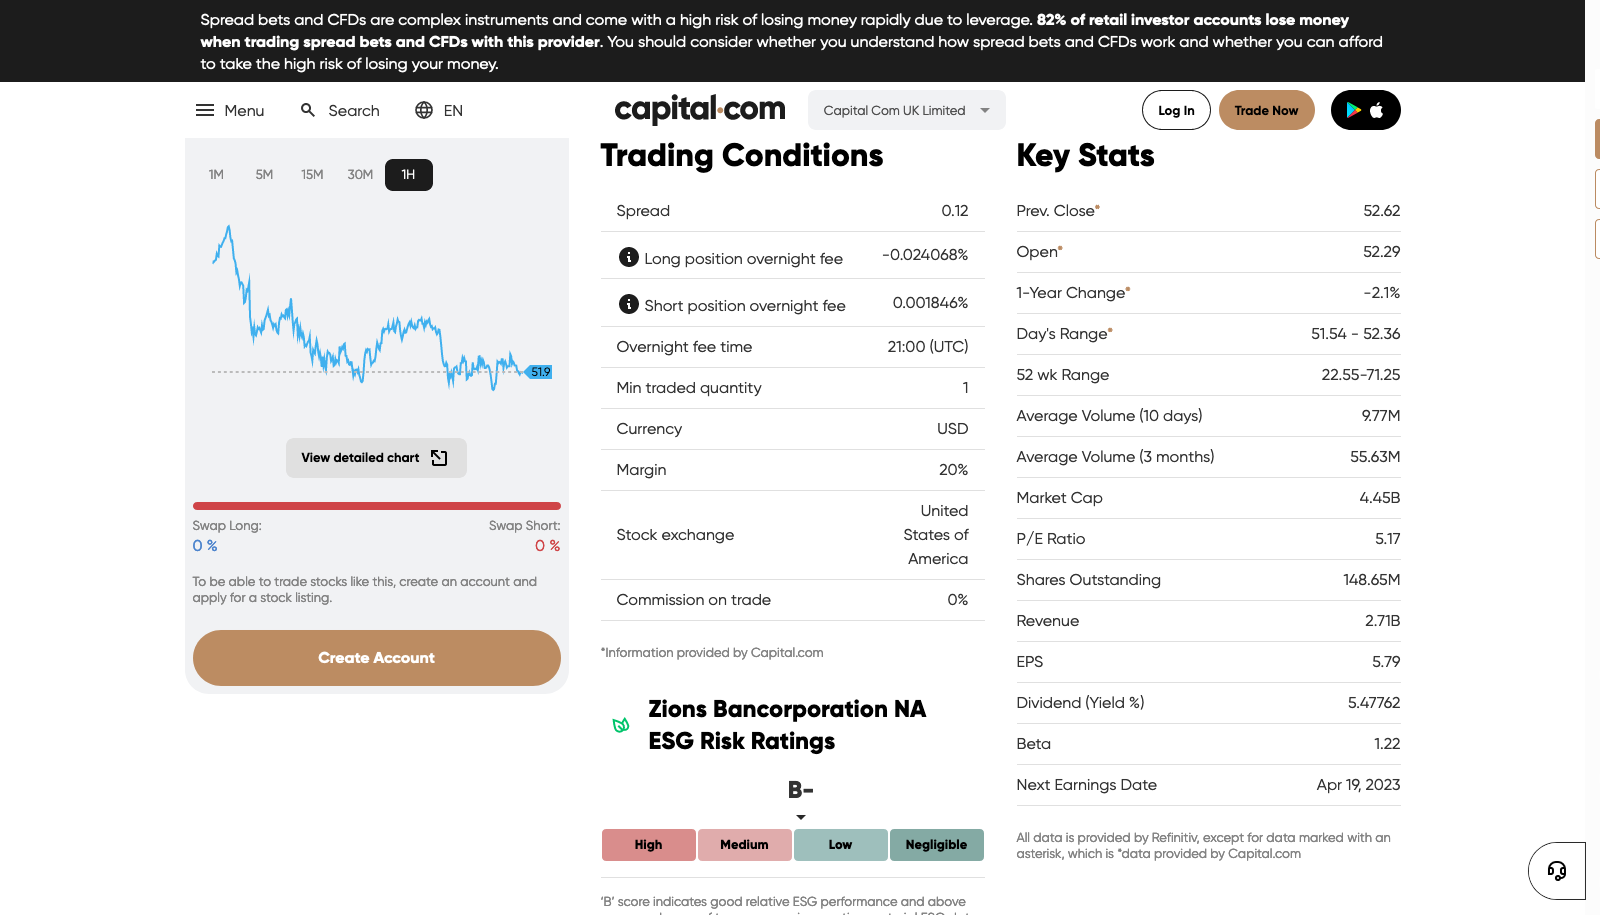 Spread bets and CFDs are complex instruments and come with a high risk of losing money rapidly due to leverage. 82% of retail investor accounts lose money
when trading spread bets and CFDs with this provider. You should consider whether you understand how spread bets and CFDs work and whether you can afford
to take the high risk of losing your money.
Menu Search EN capital.com Capital Com UK Limited Log In Trade Now
1M 5M 15M 30M 1H
51.9
View detailed chart
Swap Long: Swap Short:
0 % 0 %
To be able to trade stocks like this, create an account and
apply for a stock listing.
Create Account
Trading Conditions
Spread 0.12
Long position overnight fee -0.024068%
Short position overnight fee 0.001846%
Overnight fee time 21:00 (UTC)
Min traded quantity 1
Currency USD
Margin 20%
Stock exchange United
States of
America
Commission on trade 0%
*Information provided by Capital.com
Zions Bancorporation NA
ESG Risk Ratings
B-
High Medium Low Negligible
'B' score indicates good relative ESG performance and above
Key Stats
Prev. Close* 52.62
Open* 52.29
1-Year Change* -2.1%
Day's Range* 51.54 - 52.36
52 wk Range 22.55-71.25
Average Volume (10 days) 9.77M
Average Volume (3 months) 55.63M
Market Cap 4.45B
P/E Ratio 5.17
Shares Outstanding 148.65M
Revenue 2.71B
EPS 5.79
Dividend (Yield %) 5.47762
Beta 1.22
Next Earnings Date Apr 19, 2023
All data is provided by Refinitiv, except for data marked with an
asterisk, which is *data provided by Capital.com